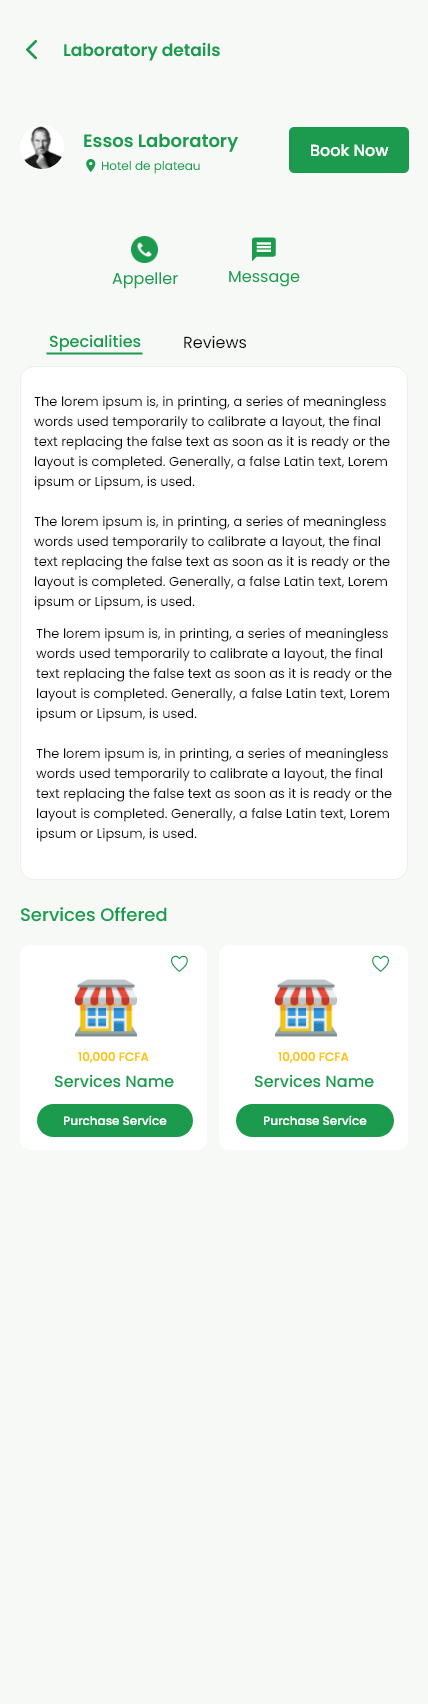 Laboratory details
Essos Laboratory
Hotel de plateau
Book Now
Appeller
Message
Specialities
Reviews
The lorem ipsum is, in printing, a series of meaningless
words used temporarily to calibrate a layout, the final
text replacing the false text as soon as it is ready or the
layout is completed. Generally, a false Latin text, Lorem
ipsum or Lipsum, is used.
The lorem ipsum is, in printing, a series of meaningless
words used temporarily to calibrate a layout, the final
text replacing the false text as soon as it is ready or the
layout is completed. Generally, a false Latin text, Lorem
ipsum or Lipsum, is used.
The lorem ipsum is, in printing, a series of meaningless
words used temporarily to calibrate a layout, the final
text replacing the false text as soon as it is ready or the
layout is completed. Generally, a false Latin text, Lorem
ipsum or Lipsum, is used.
The lorem ipsum is, in printing, a series of meaningless
words used temporarily to calibrate a layout, the final
text replacing the false text as soon as it is ready or the
layout is completed. Generally, a false Latin text, Lorem
ipsum or Lipsum, is used.
Services Offered
10,000 FCFA
Services Name
Purchase Service
10,000 FCFA
Services Name
Purchase Service